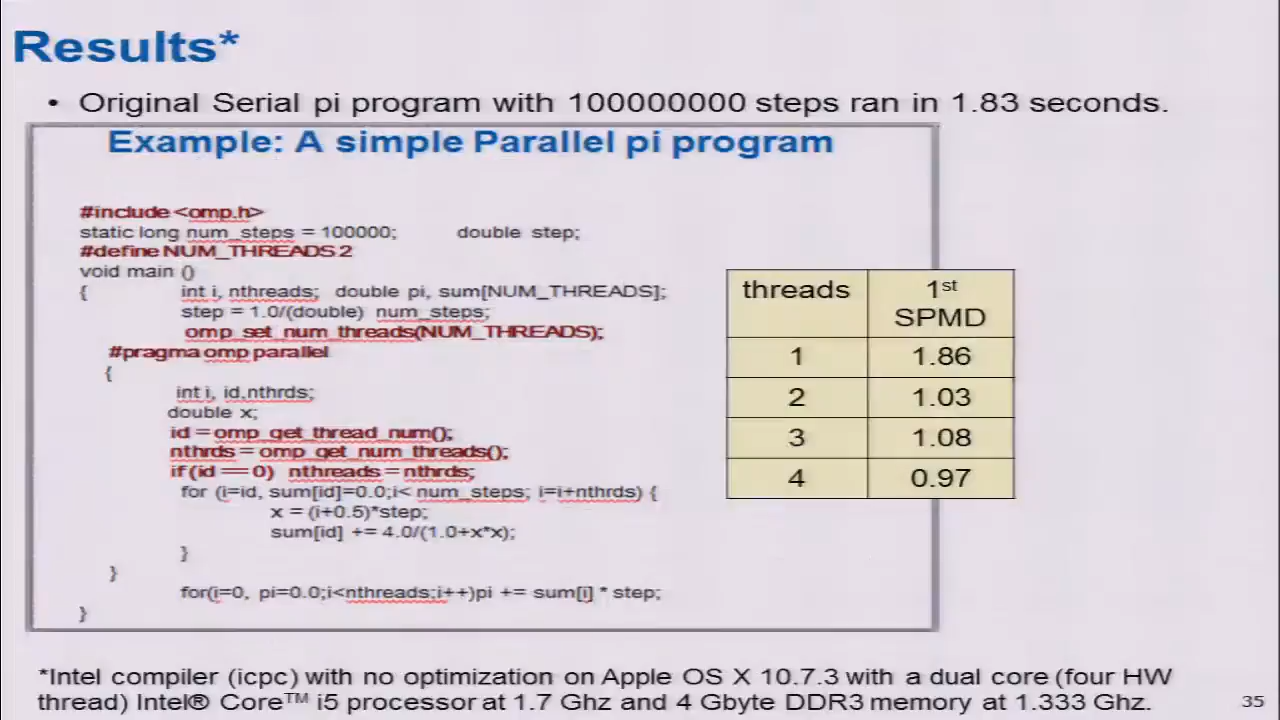 Results*
• Original Serial pi program with 100000000 steps ran in 1.83 seconds.
Example: A simple Parallel pi program
#include <omp.h>
static long num_steps = 100000; double step;
#define NUM_THREADS 2
void main ()
{ int i, nthreads; double pi, sum[NUM_THREADS];
step = 1.0/(double) num_steps;
omp_set_num_threads(NUM_THREADS);
#pragma omp parallel
{
int i, id,nthrds;
double x;
id = omp_get_thread_num();
nthrds = omp_get_num_threads();
if (id == 0) nthreads = nthrds;
for (i=id, sum[id]=0.0;i< num_steps; i=i+nthrds) {
x = (i+0.5)*step;
sum[id] += 4.0/(1.0+x*x);
}
}
for(i=0, pi=0.0;i<nthreads;i++)pi += sum[i] * step;
}
threads 1st SPMD
1 1.86
2 1.03
3 1.08
4 0.97
*Intel compiler (icpc) with no optimization on Apple OS X 10.7.3 with a dual core (four HW
thread) Intel® Core™ i5 processor at 1.7 Ghz and 4 Gbyte DDR3 memory at 1.333 Ghz.
35